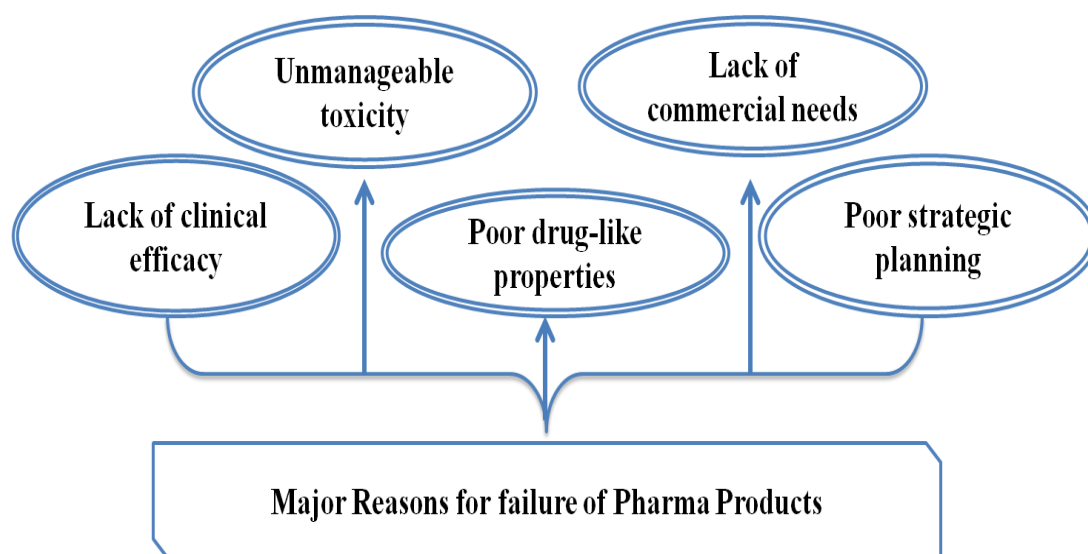 Unmanageable
toxicity
Lack of
commercial needs
Lack of clinical
efficacy
Poor drug-like
properties
Poor strategic
planning
Major Reasons for failure of Pharma Products